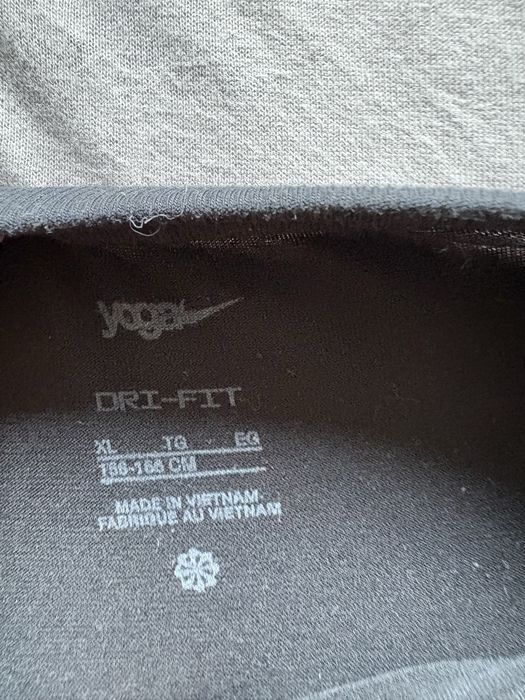 yoga
DRI-FIT
XL TG EG
MADE IN VIETNAM
FABRIQUE AU VIETNAM